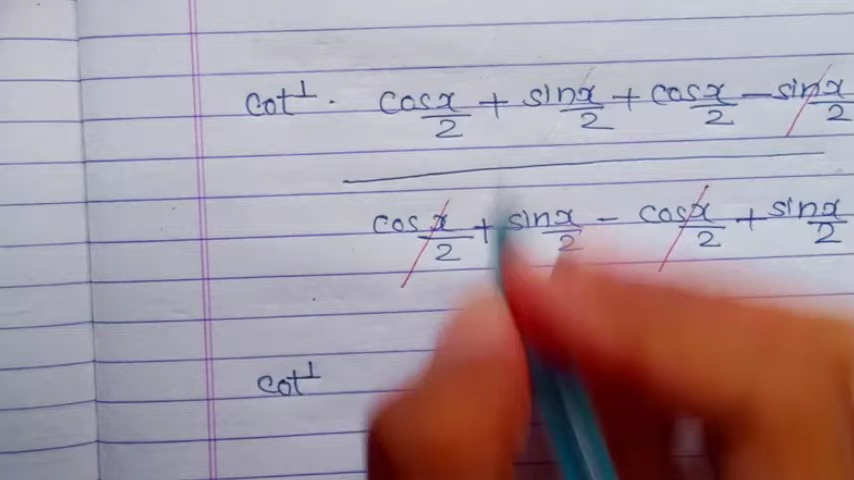 cot⁻¹ . cos x/2 + sin x/2 + cos x/2 - sin x/2
cos x/2 + sin x/2 - cos x/2 + sin x/2
cot⁻¹